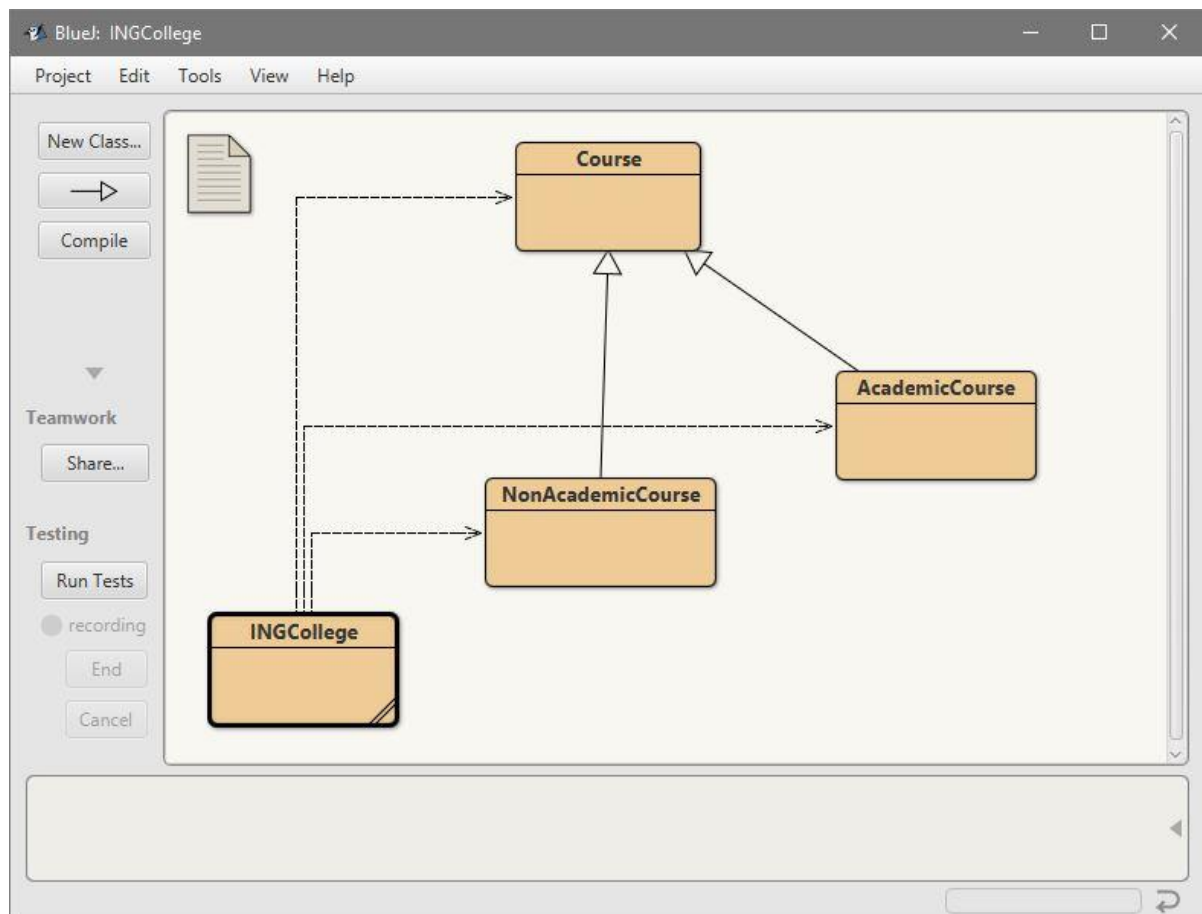 BlueJ: INGCollege
Project Edit Tools View Help
New Class...
Compile
Teamwork
Share...
Testing
Run Tests
recording
End
Cancel
Course
AcademicCourse
NonAcademicCourse
INGCollege